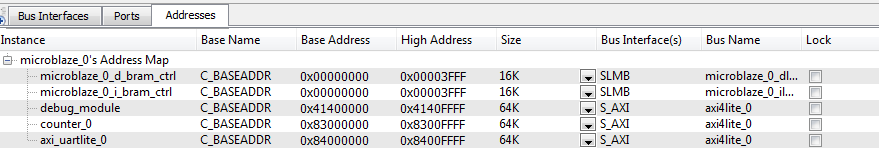 Bus Interfaces Ports Addresses
Instance Base Name Base Address High Address Size Bus Interface(s) Bus Name Lock
microblaze_0's Address Map
microblaze_0_d_bram_ctrl C_BASEADDR 0x00000000 0x00003FFF 16K SLMB microblaze_0_dl...
microblaze_0_i_bram_ctrl C_BASEADDR 0x00000000 0x00003FFF 16K SLMB microblaze_0_il...
debug_module C_BASEADDR 0x41400000 0x4140FFFF 64K S_AXI axi4lite_0
counter_0 C_BASEADDR 0x83000000 0x8300FFFF 64K S_AXI axi4lite_0
axi_uartlite_0 C_BASEADDR 0x84000000 0x8400FFFF 64K S_AXI axi4lite_0